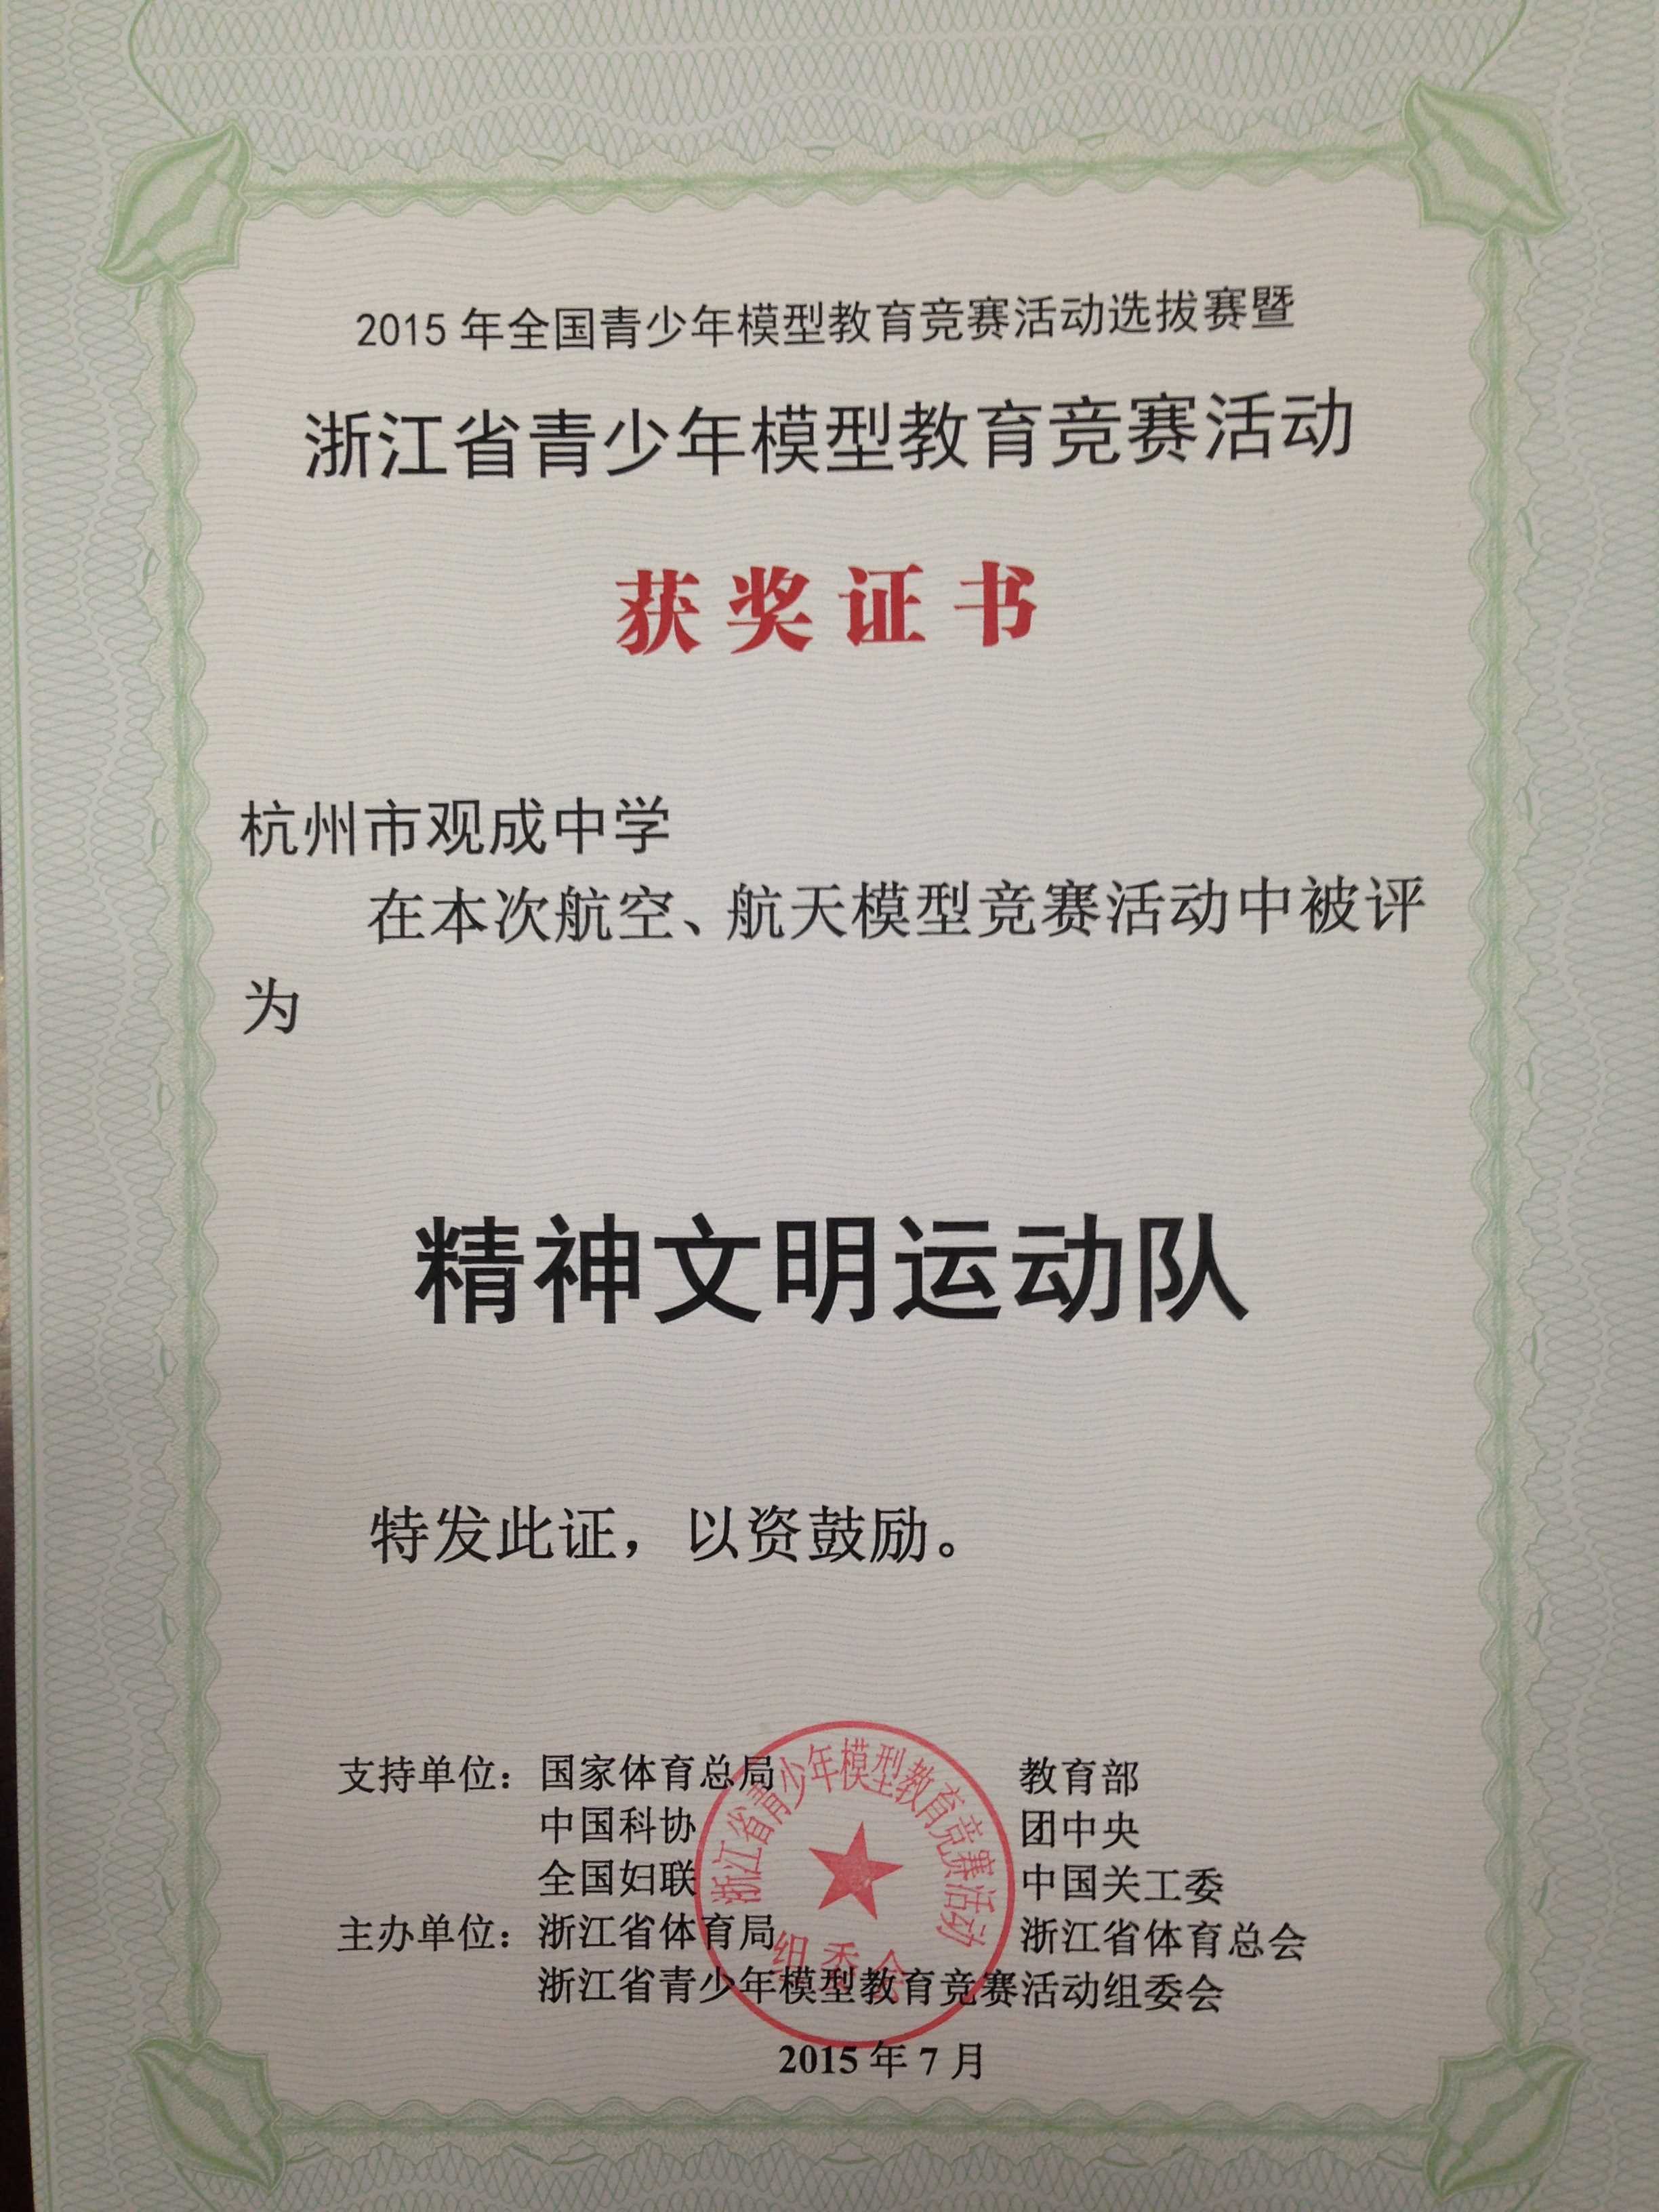 2015 年全国青少年模型教育竞赛活动选拔赛暨
浙江省青少年模型教育竞赛活动
获奖证书
杭州市观成中学
在本次航空、航天模型竞赛活动中被评
为
精神文明运动队
特发此证，以资鼓励。
支持单位：国家体育总局 教育部
中国科协 团中央
全国妇联 中国关工委
主办单位：浙江省体育局 浙江省体育总会
浙江省青少年模型教育竞赛活动组委会
2015 年 7 月
浙江省青少年模型教育竞赛活动
组委会